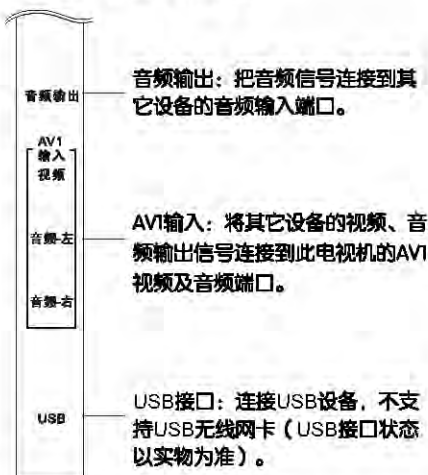 音频输出
AV1
输入
视频
音频-左
音频-右
USB
音频输出：把音频信号连接到其
它设备的音频输入端口。
AV1输入：将其它设备的视频、音
频输出信号连接到此电视机的AV1
视频及音频端口。
USB接口：连接USB设备，不支
持USB无线网卡（USB接口状态
以实物为准）。